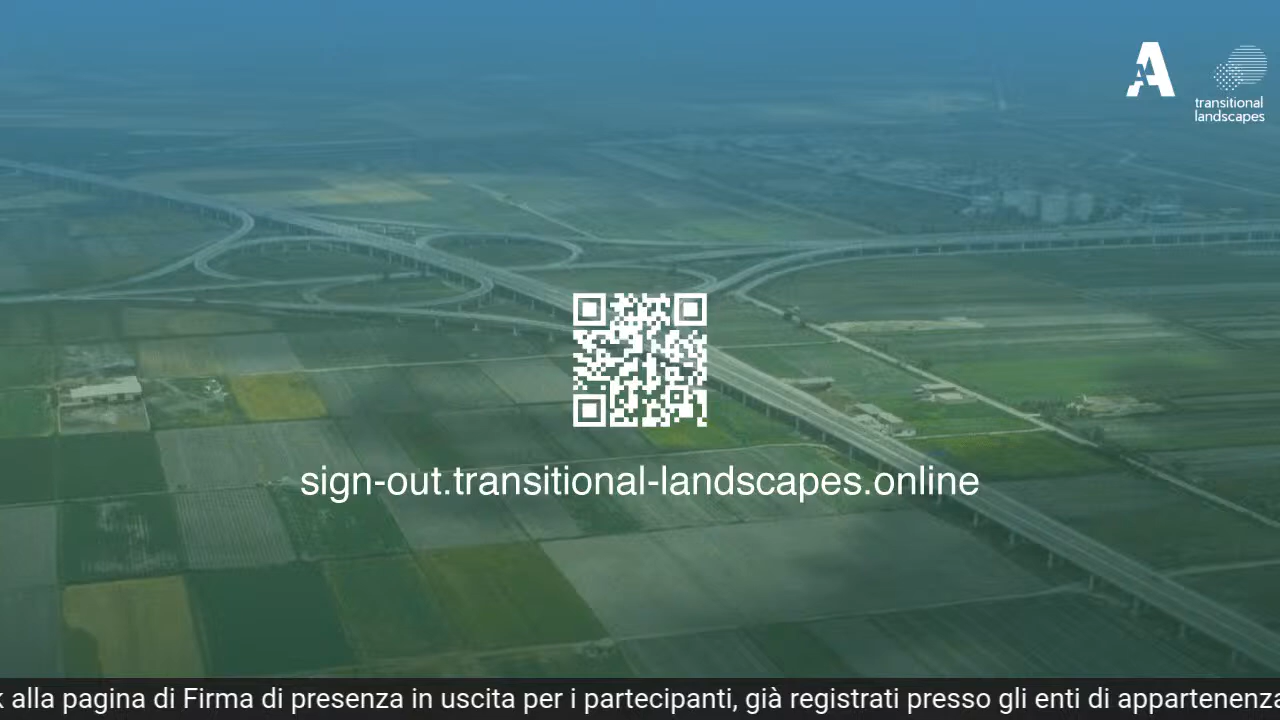 A
transitional
landscapes
sign-out.transitional-landscapes.online
alla pagina di Firma di presenza in uscita per i partecipanti, già registrati presso gli enti di appartenenza